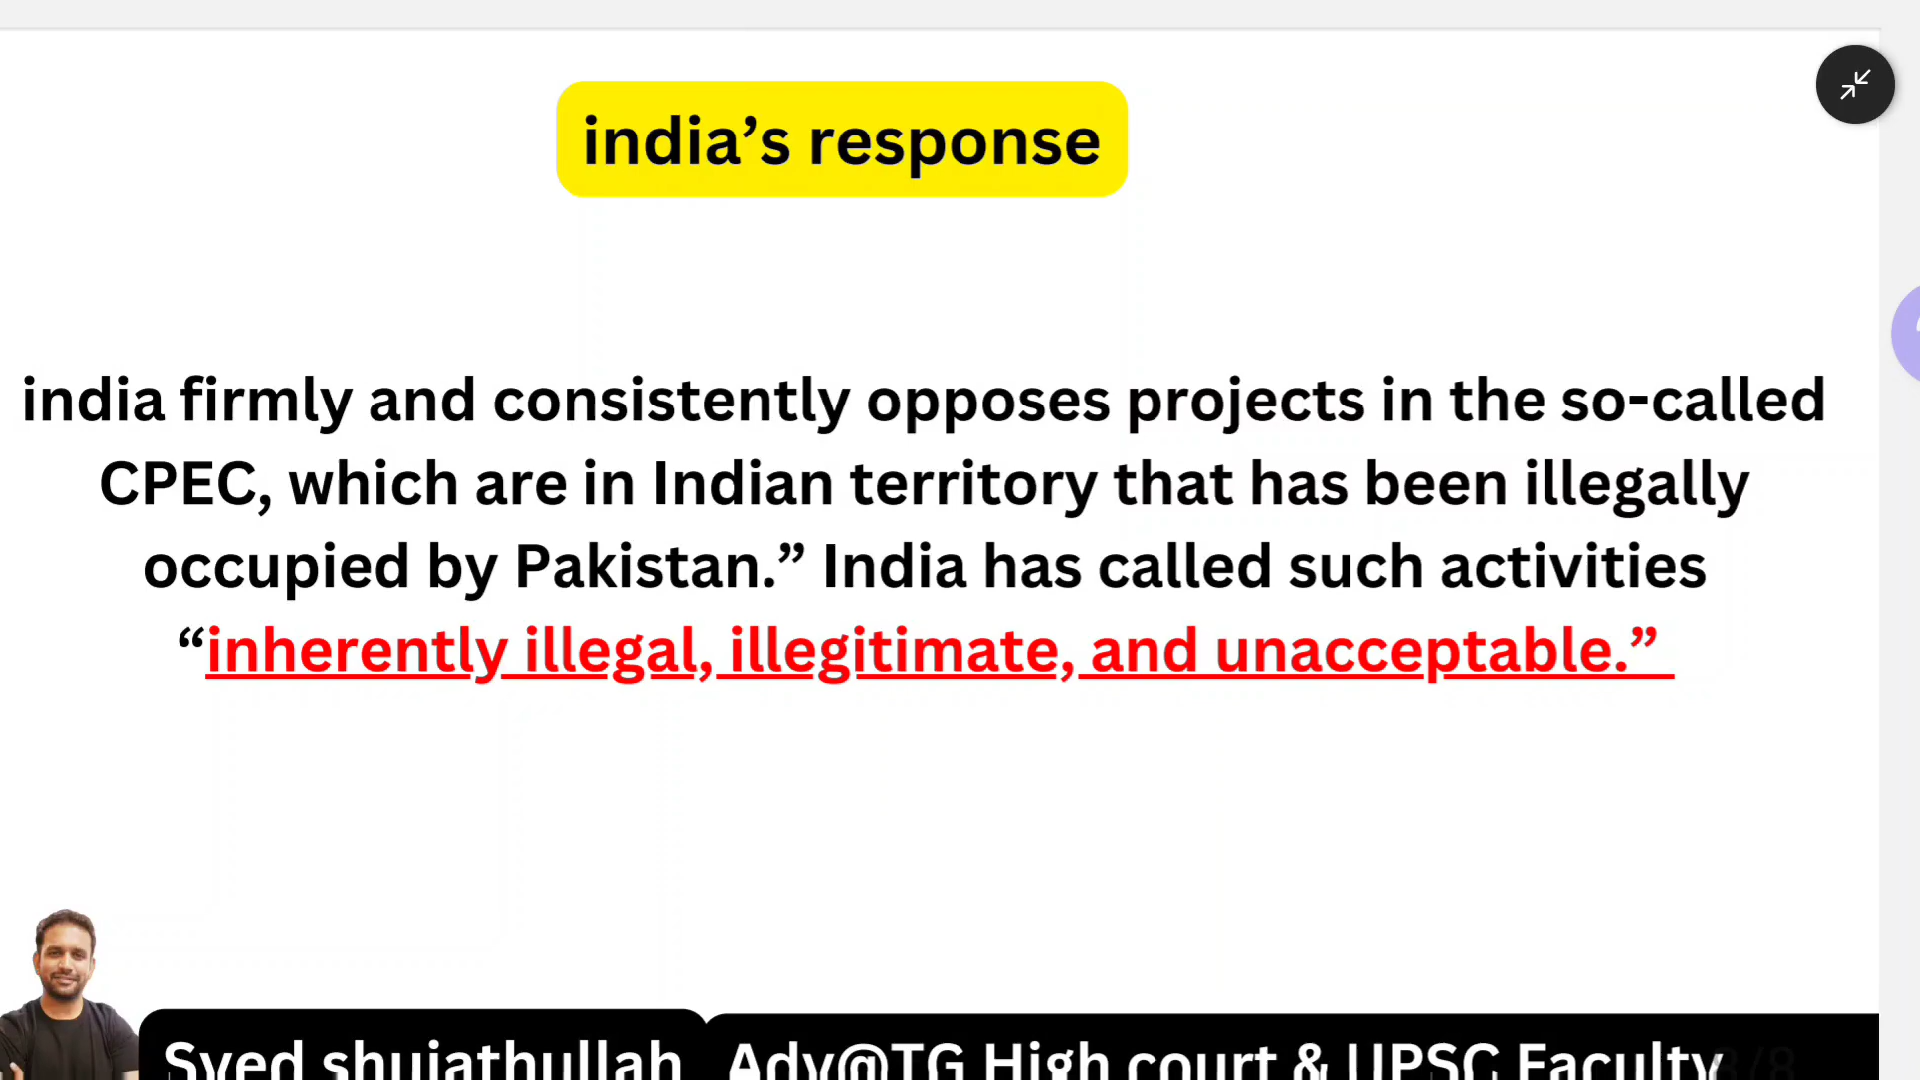 india’s response
india firmly and consistently opposes projects in the so-called
CPEC, which are in Indian territory that has been illegally
occupied by Pakistan.” India has called such activities
“inherently illegal, illegitimate, and unacceptable.”
Syed shujathullah Adv@TG High court & UPSC Faculty
8/8